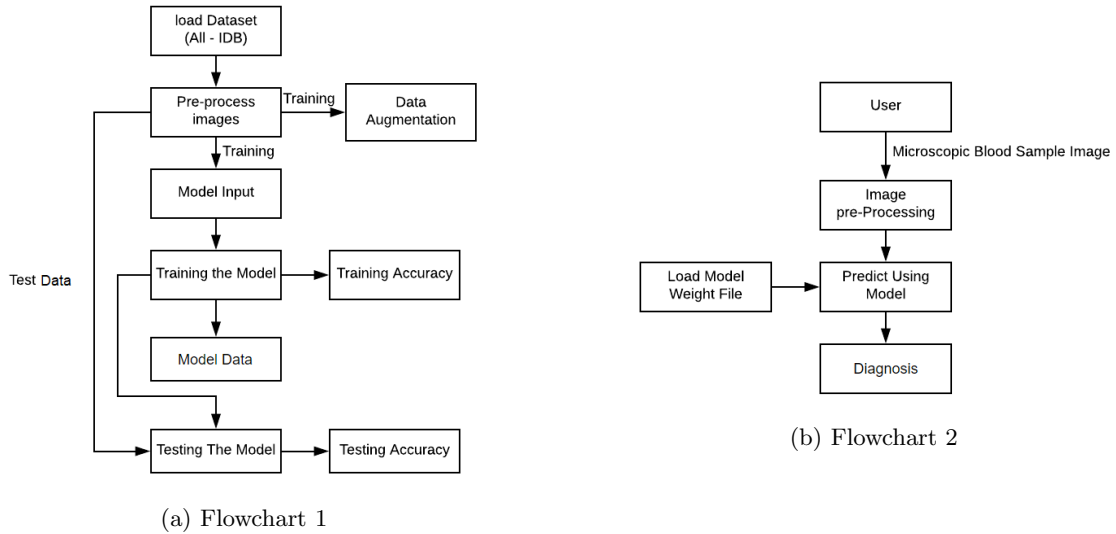 load Dataset
(All - IDB)
Pre-process
images
Training
Data
Augmentation
Training
Model Input
Test Data
Training the Model
Training Accuracy
Model Data
Testing The Model
Testing Accuracy
(a) Flowchart 1
User
Microscopic Blood Sample Image
Image
pre-Processing
Load Model
Weight File
Predict Using
Model
Diagnosis
(b) Flowchart 2